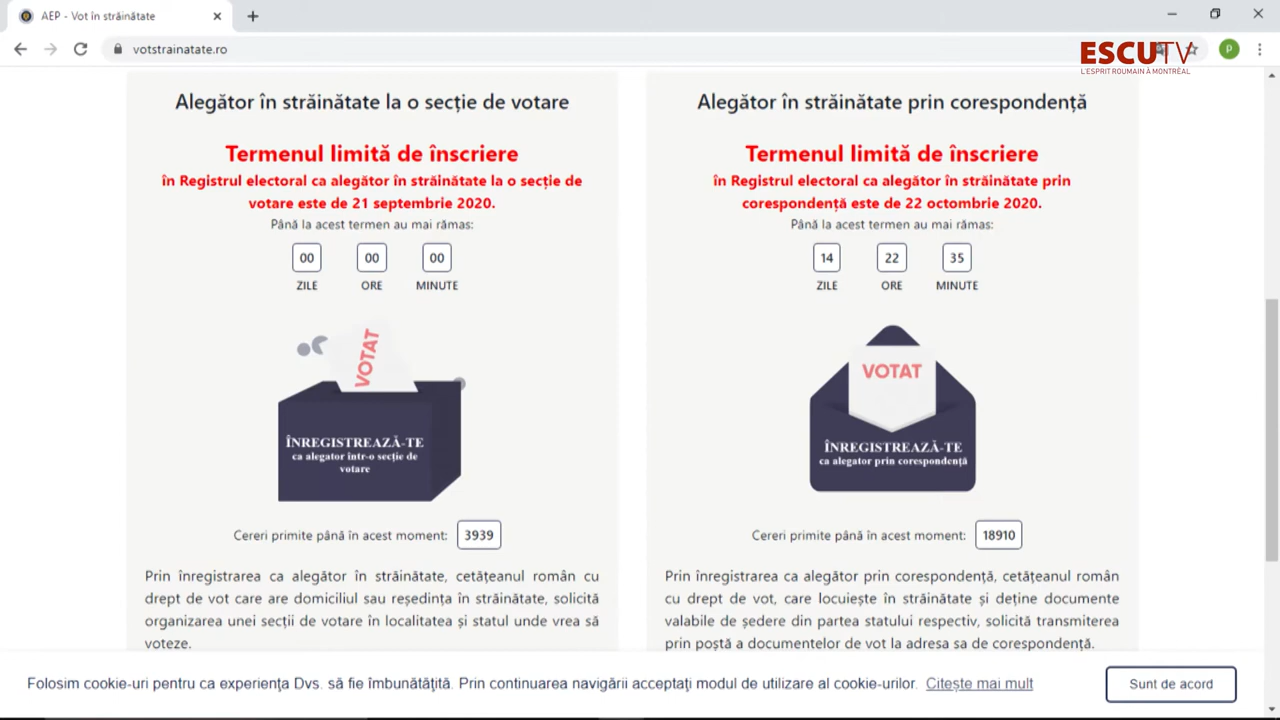 AEP - Vot în străinătate
votstrainatate.ro
P
ESCUTV
L'ESPRIT ROUMAIN À MONTRÉAL
Alegător în străinătate la o secție de votare
Termenul limită de înscriere
în Registrul electoral ca alegător în străinătate la o secție de
votare este de 21 septembrie 2020.
Până la acest termen au mai rămas:
00 00 00
ZILE ORE MINUTE
VOTAT
ÎNREGISTREAZĂ-TE
ca alegator într-o secție de
votare
Cereri primite până în acest moment: 3939
Prin înregistrarea ca alegător în străinătate, cetățeanul român cu
drept de vot care are domiciliul sau reședința în străinătate, solicită
organizarea unei secții de votare în localitatea și statul unde vrea să
voteze.
Alegător în străinătate prin corespondență
Termenul limită de înscriere
în Registrul electoral ca alegător în străinătate prin
corespondență este de 22 octombrie 2020.
Până la acest termen au mai rămas:
14 22 35
ZILE ORE MINUTE
VOTAT
ÎNREGISTREAZĂ-TE
ca alegator prin corespondență
Cereri primite până în acest moment: 18910
Prin înregistrarea ca alegător prin corespondență, cetățeanul român
cu drept de vot, care locuiește în străinătate și deține documente
valabile de ședere din partea statului respectiv, solicită transmiterea
prin poștă a documentelor de vot la adresa sa de corespondență.
Folosim cookie-uri pentru ca experiența Dvs. să fie îmbunătățită. Prin continuarea navigării acceptați modul de utilizare al cookie-urilor. Citește mai mult
Sunt de acord